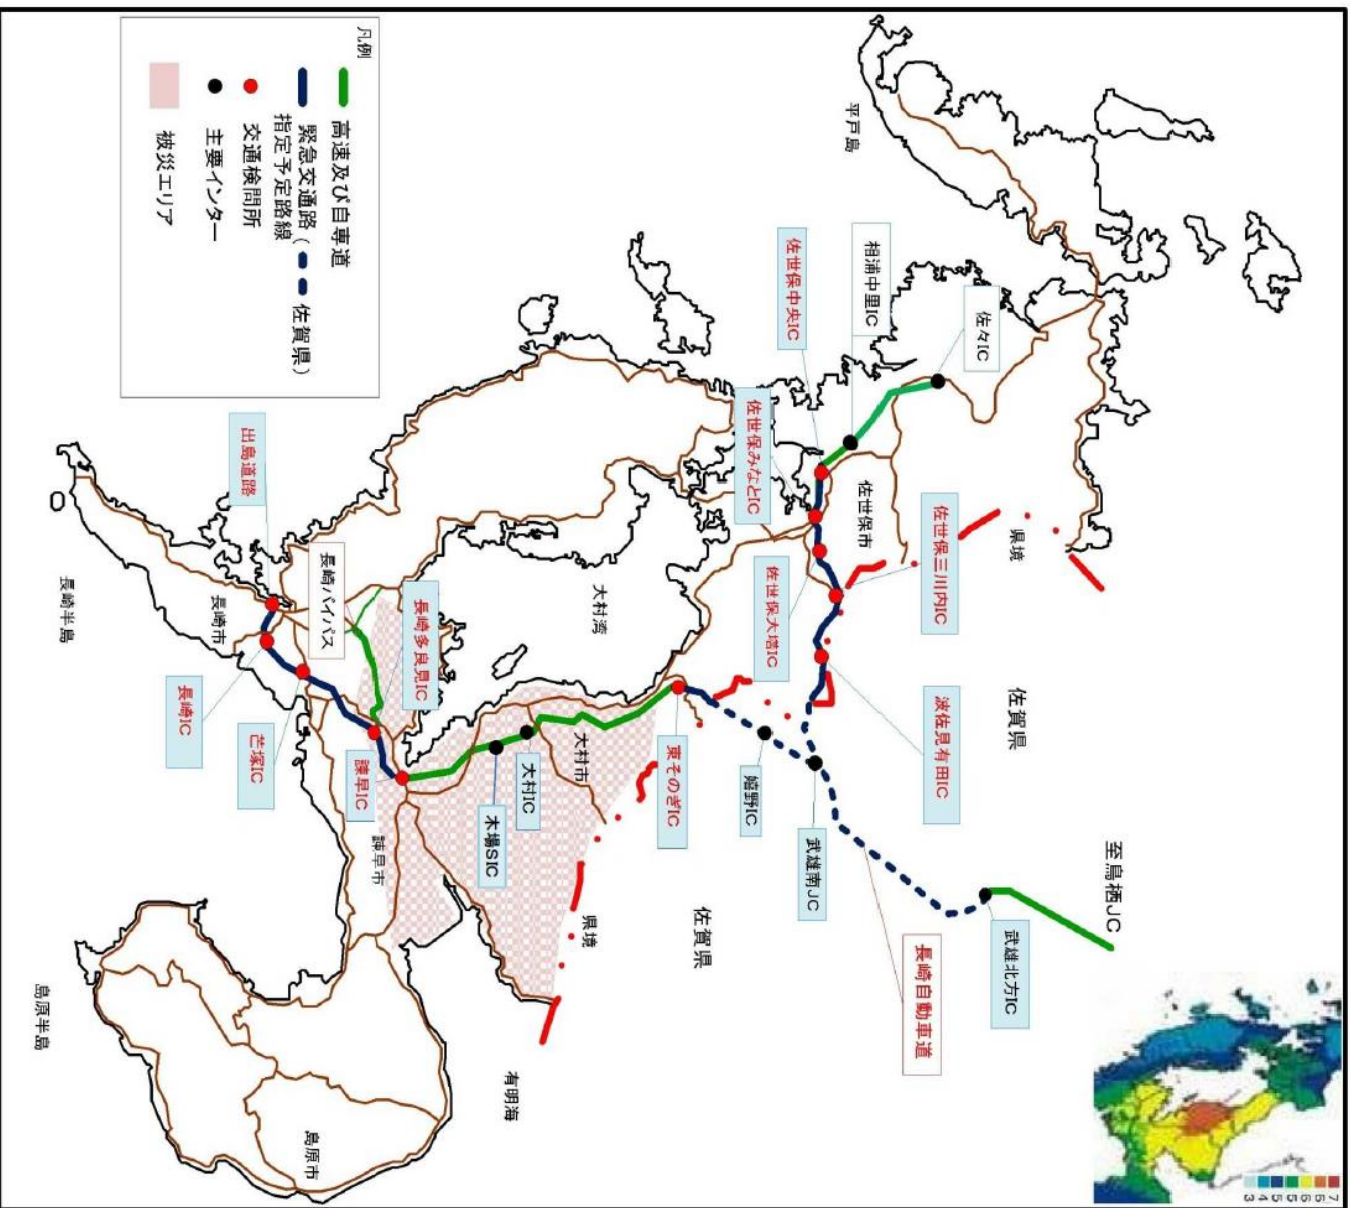 凡例
高速及び自専道
緊急交通路（ 佐賀県）
指定予定路線
交通検問所
主要インター
被災エリア
平戸島
佐々IC
相浦中里IC
佐世保中央IC
佐世保みなとIC
佐世保市
佐世保三川内IC
佐世保大塔IC
波佐見有田IC
県境
佐賀県
至鳥栖JC
武雄北方IC
長崎自動車道
武雄南JC
嬉野IC
東そのぎIC
佐賀県
県境
大村湾
大村市
大村IC
木場SIC
長崎多良見IC
諫早IC
諫早市
長崎バイパス
出島道路
長崎市
長崎IC
芒塚IC
長崎半島
有明海
島原市
島原半島
7
6
6
5
5
4
3